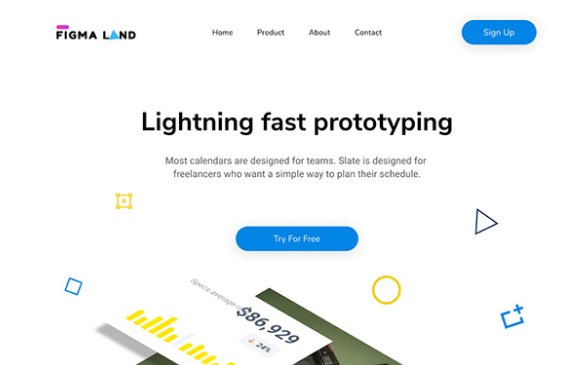 FIGMA LAND
Home
Product
About
Contact
Sign Up
Lightning fast prototyping
Most calendars are designed for teams. Slate is designed for
freelancers who want a simple way to plan their schedule.
A
Try For Free
Specs average
$86,929
24%